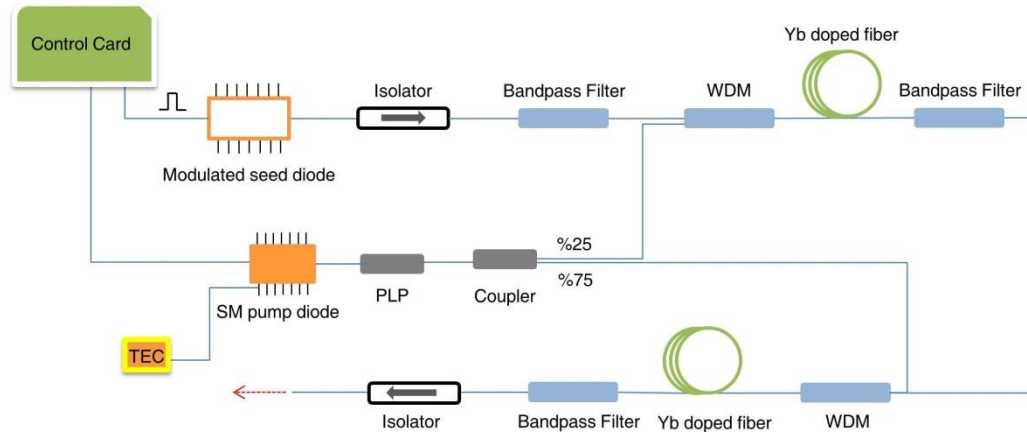 Control Card
Yb doped fiber
Isolator
Bandpass Filter
WDM
Bandpass Filter
Modulated seed diode
%25
%75
PLP
Coupler
SM pump diode
TEC
Isolator
Bandpass Filter
Yb doped fiber
WDM